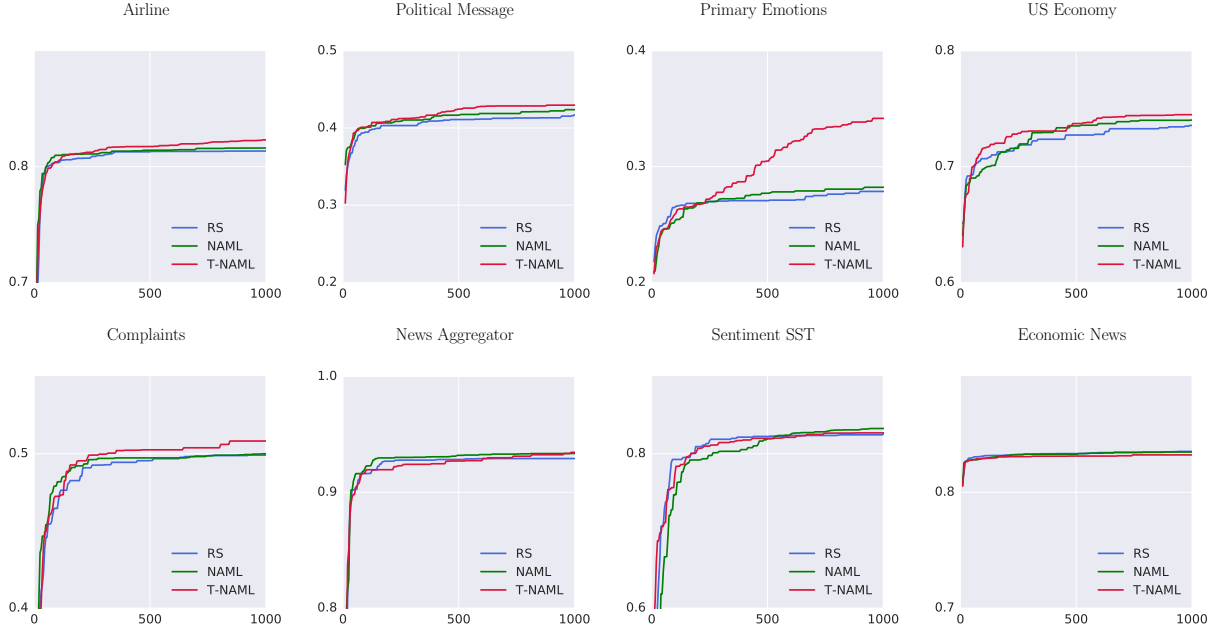 Airline
Political Message
Primary Emotions
US Economy
0.8
0.7
0
500
1000
RS
NAML
T-NAML
0.5
0.4
0.3
0.2
0
500
1000
RS
NAML
T-NAML
0.4
0.3
0.2
0
500
1000
RS
NAML
T-NAML
0.8
0.7
0.6
0
500
1000
RS
NAML
T-NAML
Complaints
News Aggregator
Sentiment SST
Economic News
0.5
0.4
0
500
1000
RS
NAML
T-NAML
1.0
0.9
0.8
0
500
1000
RS
NAML
T-NAML
0.8
0.6
0
500
1000
RS
NAML
T-NAML
0.8
0.7
0
500
1000
RS
NAML
T-NAML